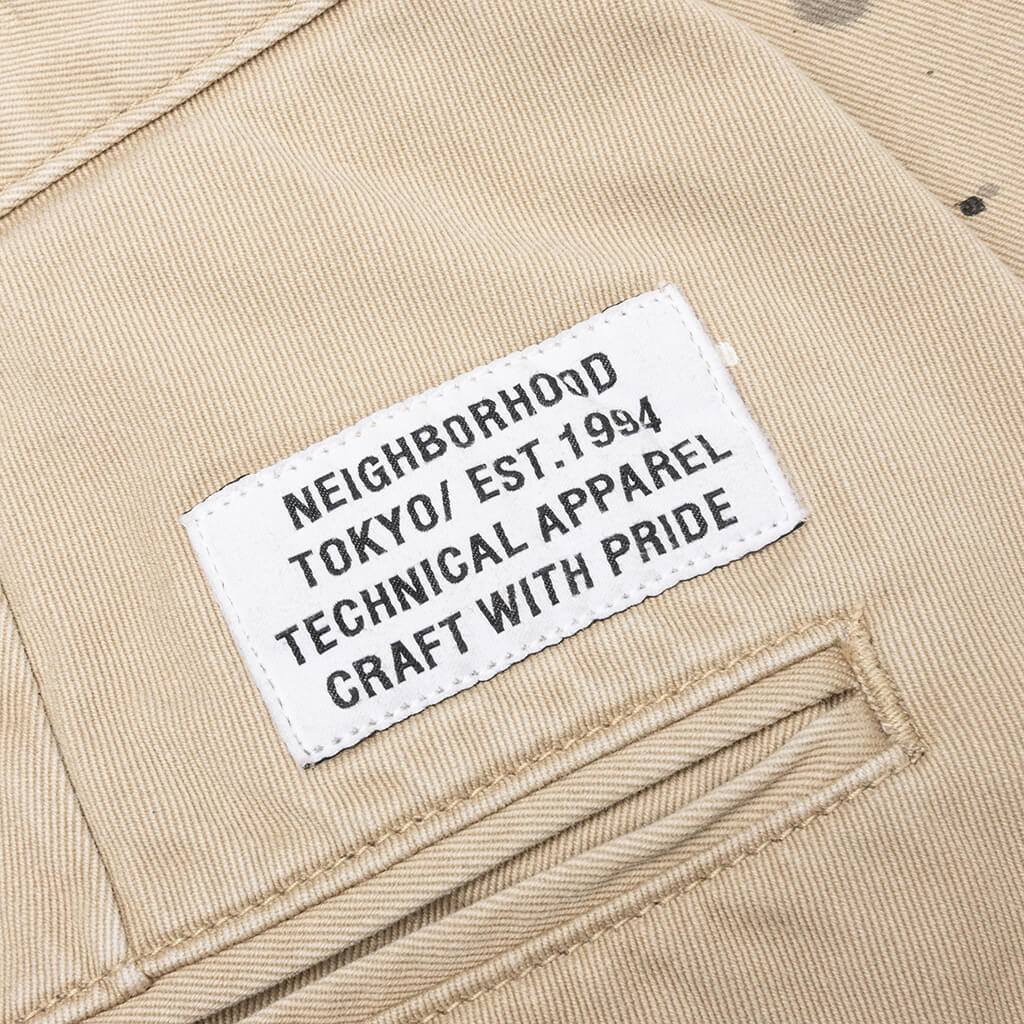 NEIGHBORHOOD
TOKYO/ EST.1994
TECHNICAL APPAREL
CRAFT WITH PRIDE